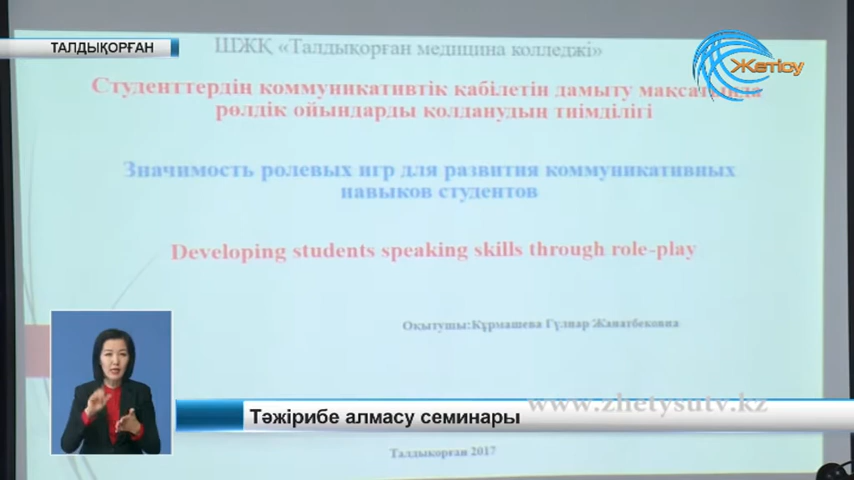 ТАЛДЫҚОРҒАН
ШЖҚ «Талдықорған медицина колледжі»
Жетісу
Студенттердің коммуникативтік қабілетін дамыту мақсатында
рөлдік ойындарды қолданудың тиімділігі
Значимость ролевых игр для развития коммуникативных
навыков студентов
Developing students speaking skills through role-play
Оқытушы:Құрмашева Гүлнар Жанатбековна
www.zhetysutv.kz
Тәжірибе алмасу семинары
Талдықорған 2017